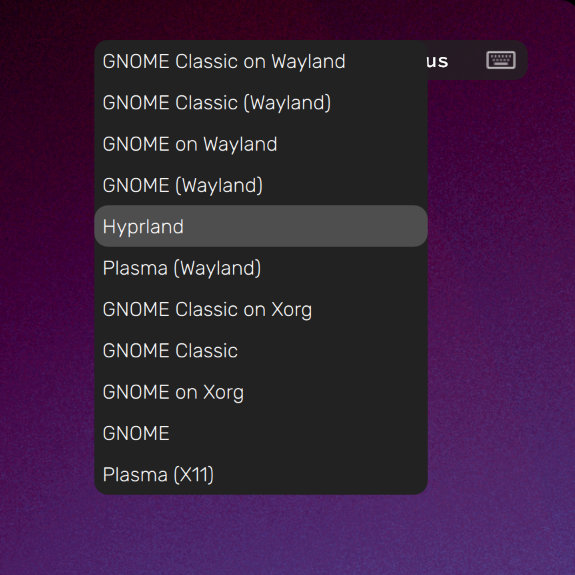 GNOME Classic on Wayland
us
GNOME Classic (Wayland)
GNOME on Wayland
GNOME (Wayland)
Hyprland
Plasma (Wayland)
GNOME Classic on Xorg
GNOME Classic
GNOME on Xorg
GNOME
Plasma (X11)